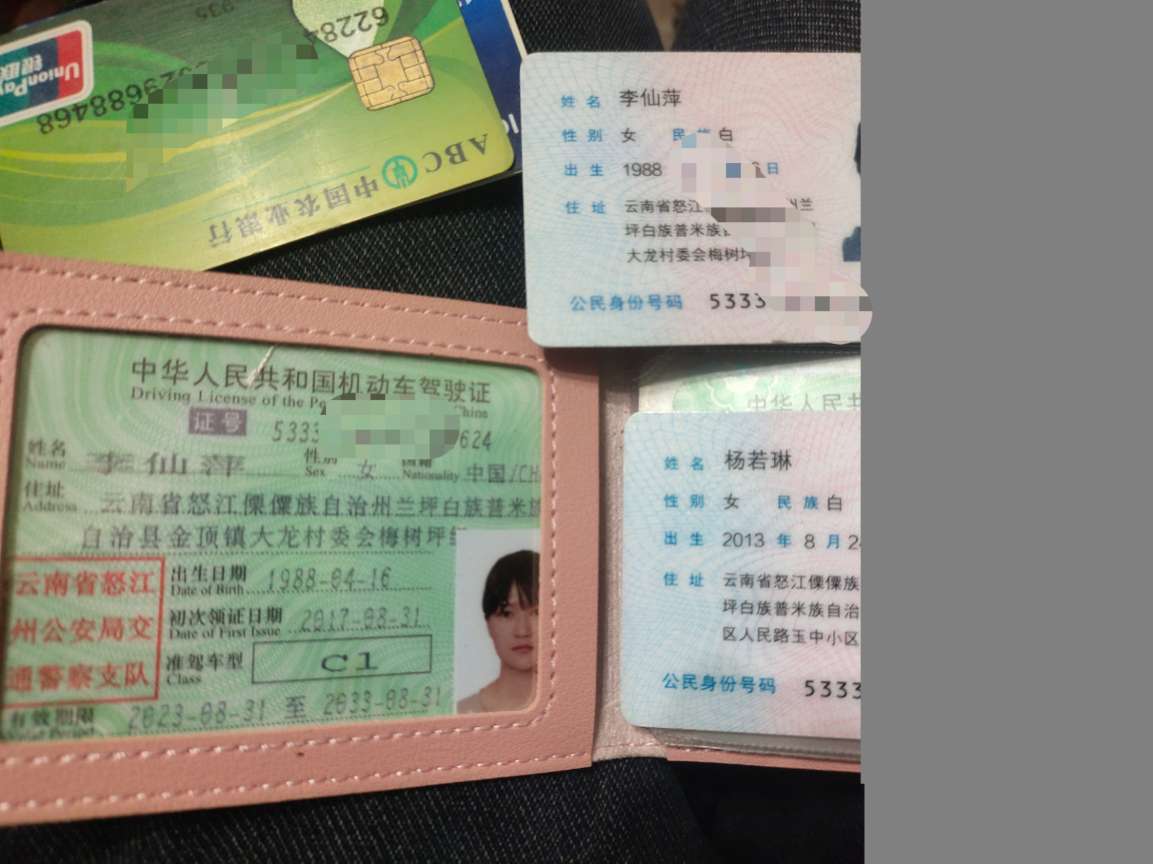 UnionPay
银联
6228
935
ABC 中国农业银行
姓名 李仙萍
性别 女 民族 白
出生 1988 日
住址 云南省怒江
坪白族普米族
大龙村委会梅树
公民身份号码 5333
中华人民共和国机动车驾驶证
Driving License of the Pe China
证号 5333 624
姓名 李仙萍 性别 女 国籍 中国/CH
Name Sex Nationality
住址 云南省怒江傈僳族自治州兰坪白族普米族
Address
自治县金顶镇大龙村委会梅树坪
云南省怒江
州公安局交
通警察支队
出生日期 1988-04-16
Date of Birth
初次领证日期 2017-08-31
Date of First Issue
准驾车型 C1
Class
有效期限 2023-08-31 至 2033-08-31
中华人民共
姓名 杨若琳
性别 女 民族 白
出生 2013 年 8 月 2
住址 云南省怒江傈僳族
坪白族普米族自治
区人民路玉中小区
公民身份号码 5333